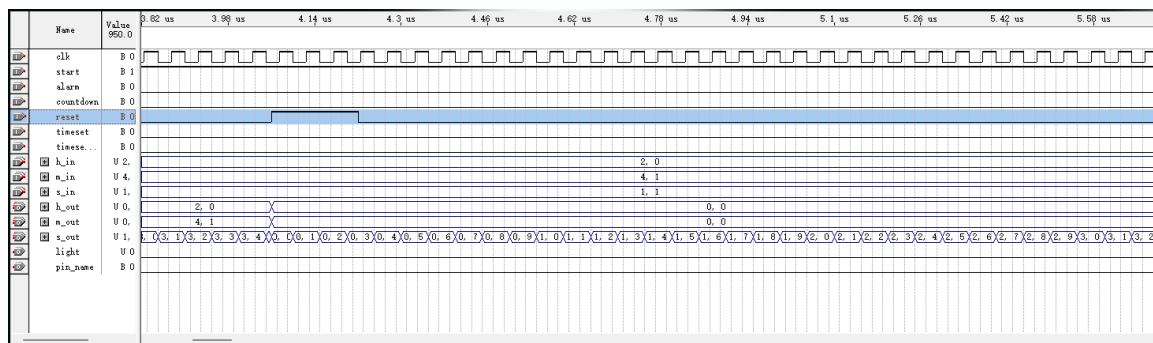 Name Value 950.0 3.82 us 3.98 us 4.14 us 4.3 us 4.46 us 4.62 us 4.78 us 4.94 us 5.1 us 5.26 us 5.42 us 5.58 us
clk B 0
start B 1
alarm B 0
countdown B 0
reset B 0
timeset B 0
timese... B 0
h_in U 2, 2, 0
m_in U 4, 4, 1
s_in U 1, 1, 1
h_out U 0, 2, 0 0, 0
m_out U 0, 4, 1 0, 0
s_out U 1, 3, 1 3, 2 3, 3 3, 4 0, 0 0, 1 0, 2 0, 3 0, 4 0, 5 0, 6 0, 7 0, 8 0, 9 1, 0 1, 1 1, 2 1, 3 1, 4 1, 5 1, 6 1, 7 1, 8 1, 9 2, 0 2, 1 2, 2 2, 3 2, 4 2, 5 2, 6 2, 7 2, 8 2, 9 3, 0 3, 1 3, 2
light U 0
pin_name B 0